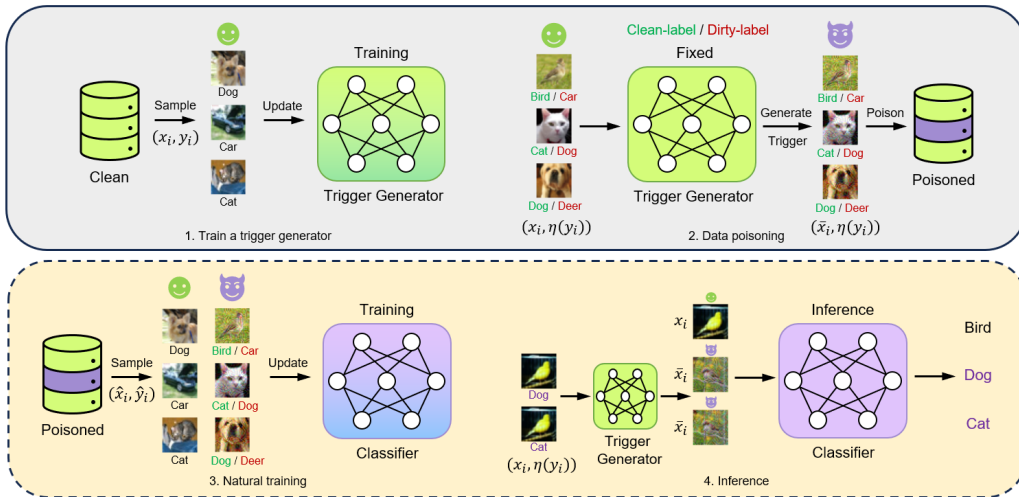 Clean-label / Dirty-label
Training
Fixed
Sample
(x_i, y_i)
Clean
Dog
Car
Cat
Update
Trigger Generator
1. Train a trigger generator
Bird / Car
Cat / Dog
Dog / Deer
(x_i, η(y_i))
Trigger Generator
Generate
Trigger
Bird / Car
Cat / Dog
Dog / Deer
(x̄_i, η(y_i))
Poison
Poisoned
2. Data poisoning
Poisoned
Sample
(x̂_i, ŷ_i)
Dog
Car
Cat
Bird / Car
Cat / Dog
Dog / Deer
Update
Training
Classifier
3. Natural training
Dog
Cat
(x_i, η(y_i))
Trigger
Generator
x_i
x̄_i
x̄_i
Inference
Classifier
Bird
Dog
Cat
4. Inference